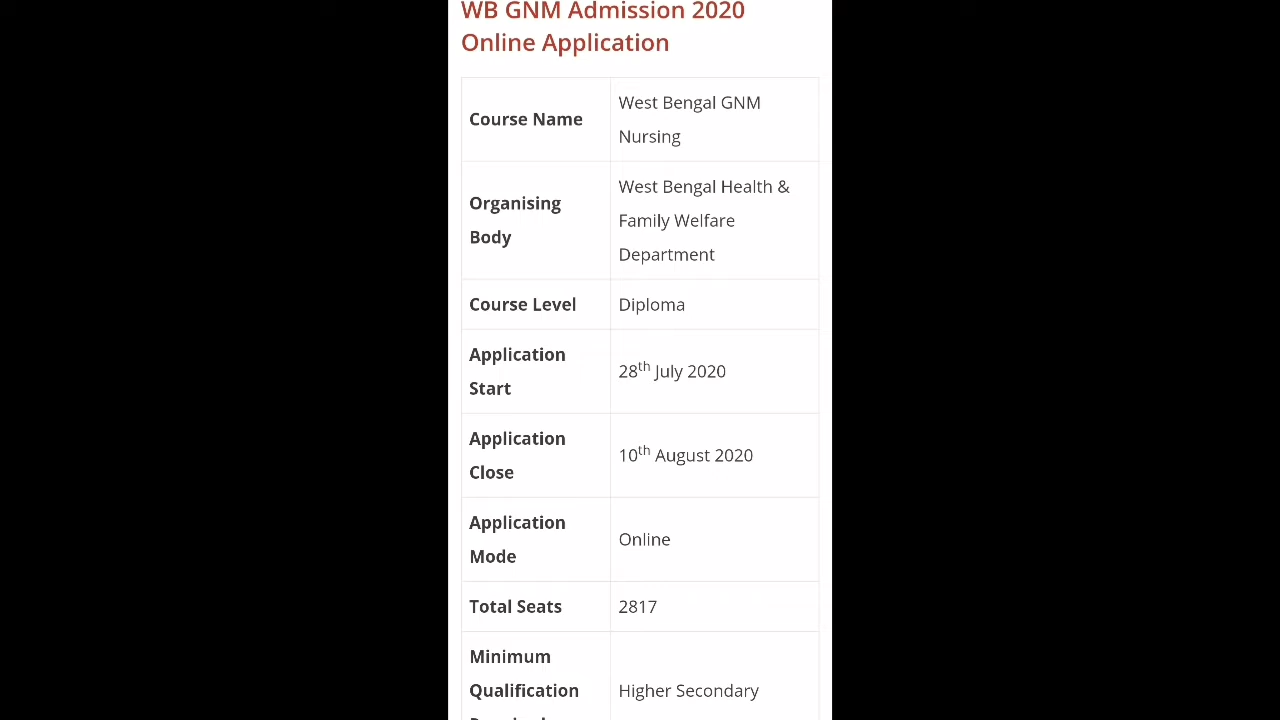 WB GNM Admission 2020
Online Application
Course Name
West Bengal GNM
Nursing
Organising
Body
West Bengal Health &
Family Welfare
Department
Course Level
Diploma
Application
Start
28th July 2020
Application
Close
10th August 2020
Application
Mode
Online
Total Seats
2817
Minimum
Qualification
Higher Secondary